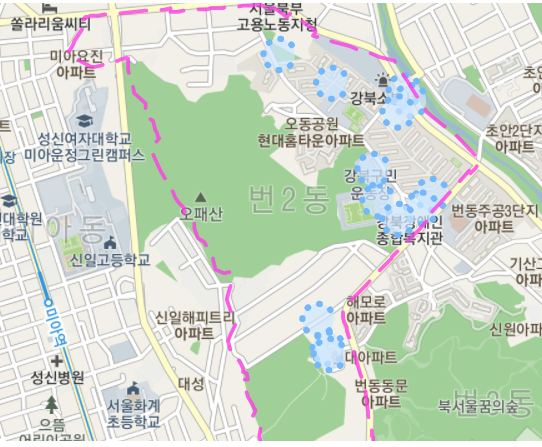 쏠라리움씨티
서울북부
고용노동지청
미아요진
아파트
강북소
오동공원
현대홈타운아파트
성신여자대학교
미아운정그린캠퍼스
초안2단지
아파트
강북구민
운동장
번2동
오패산
강북장애인
종합복지관
번동주공3단지
아파트
대학원
학교
아동
신일고등학교
기산그
아파
해모로
아파트
미아역
신일해피트리
아파트
신원아파
대아파트
성신병원
대성
번동동문
아파트
번2동
북서울꿈의숲
서울화계
초등학교
으뜸
어린이공원